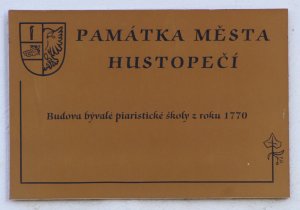 PAMÁTKA MĚSTA
HUSTOPEČÍ
Budova bývalé piaristické školy z roku 1770